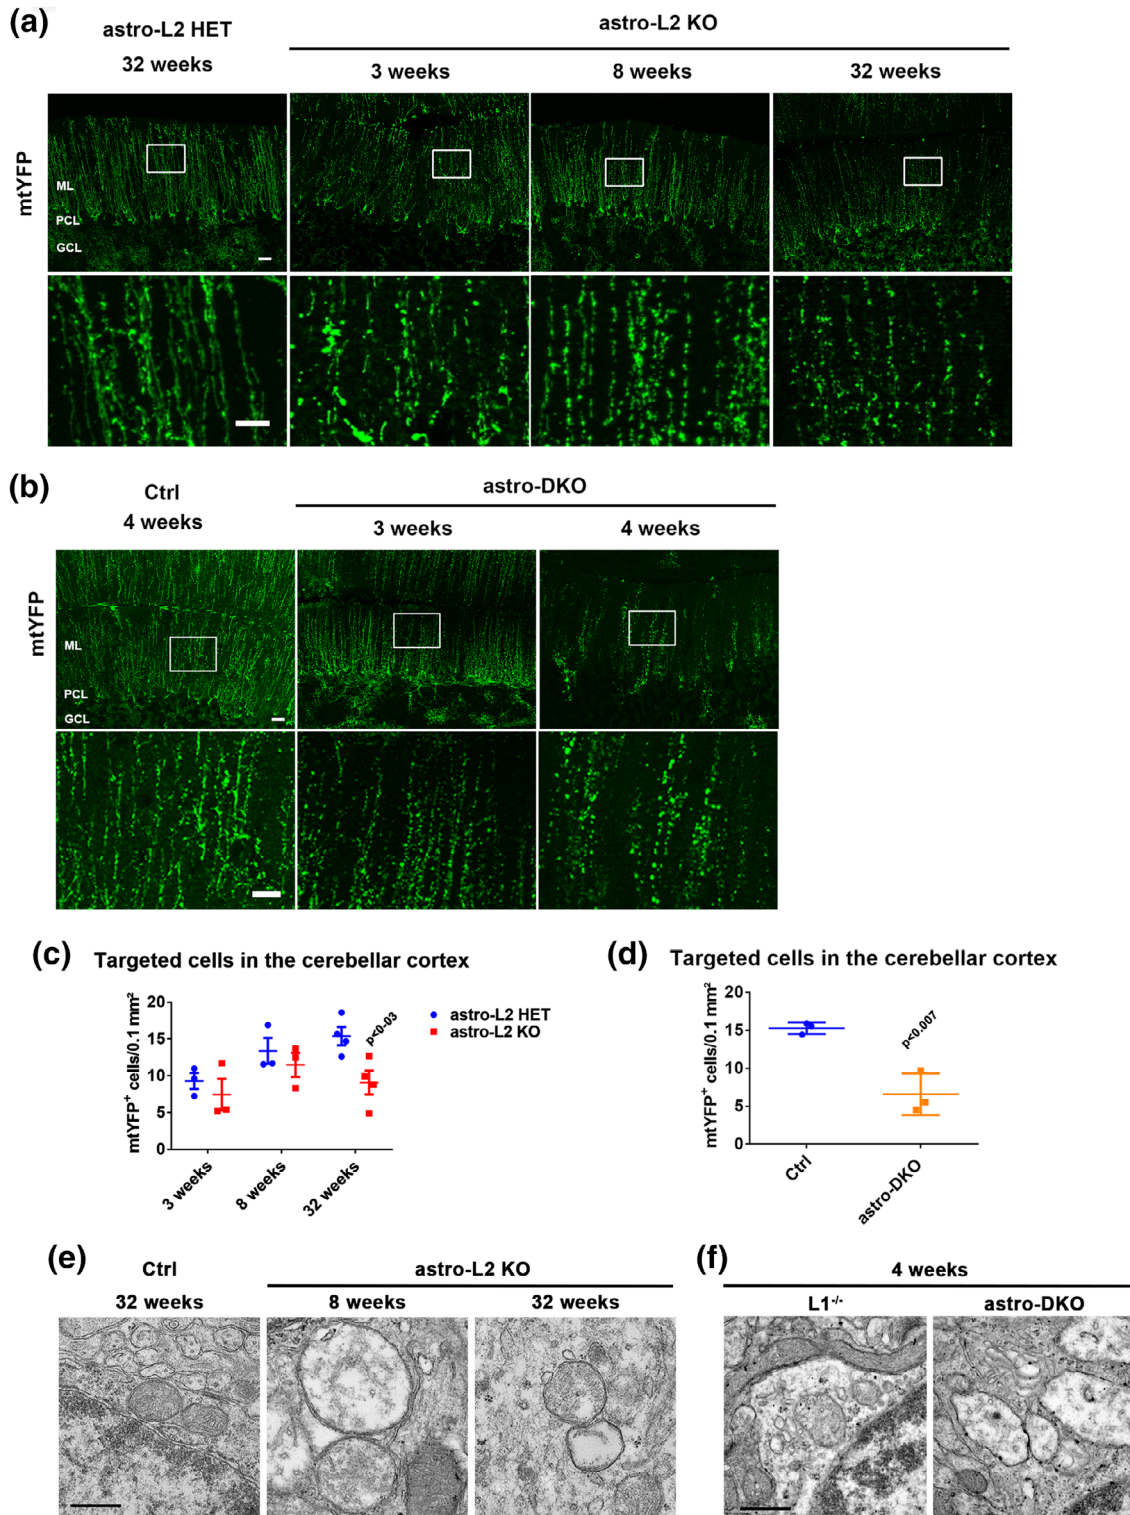 (a)
astro-L2 HET
32 weeks
astro-L2 KO
3 weeks
8 weeks
32 weeks
mtYFP
ML
PCL
GCL
(b)
Ctrl
4 weeks
astro-DKO
3 weeks
4 weeks
mtYFP
ML
PCL
GCL
(c)
Targeted cells in the cerebellar cortex
mtYFP⁺ cells/0.1 mm²
20
15
10
5
0
p<0-03
3 weeks
8 weeks
32 weeks
astro-L2 HET
astro-L2 KO
(d)
Targeted cells in the cerebellar cortex
mtYFP⁺ cells/0.1 mm²
20
15
10
5
0
p<0.007
Ctrl
astro-DKO
(e)
Ctrl
32 weeks
astro-L2 KO
8 weeks
32 weeks
(f)
4 weeks
L1⁻/⁻
astro-DKO